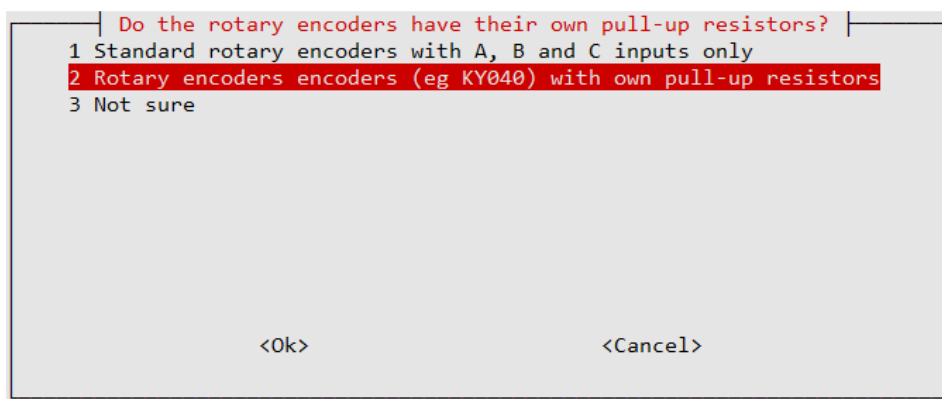 Do the rotary encoders have their own pull-up resistors?
1 Standard rotary encoders with A, B and C inputs only
2 Rotary encoders encoders (eg KY040) with own pull-up resistors
3 Not sure
<Ok> <Cancel>